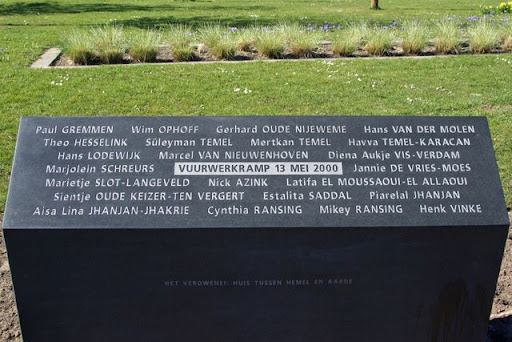 Paul GREMMEN Wim OPHOFF Gerhard OUDE NIJEWEME Hans VAN DER MOLEN
Theo HESSELINK Süleyman TEMEL Mertkan TEMEL Havva TEMEL-KARACAN
Hans LODEWIJK Marcel VAN NIEUWENHOVEN Diena Aukje VIS-VERDAM
Marjolein SCHREURS VUURWERKRAMP 13 MEI 2000 Jannie DE VRIES-MOES
Marietje SLOT-LANGEVELD Nick AZINK Latifa EL MOUSSAOUI-EL ALLAOUI
Sientje OUDE KEIZER-TEN VERGERT Estalita SADDAL Piarelal JHANJAN
Aisa Lina JHANJAN-JHAKRIE Cynthia RANSING Mikey RANSING Henk VINKE
HET VERDWENEN HUIS TUSSEN HEMEL EN AARDE